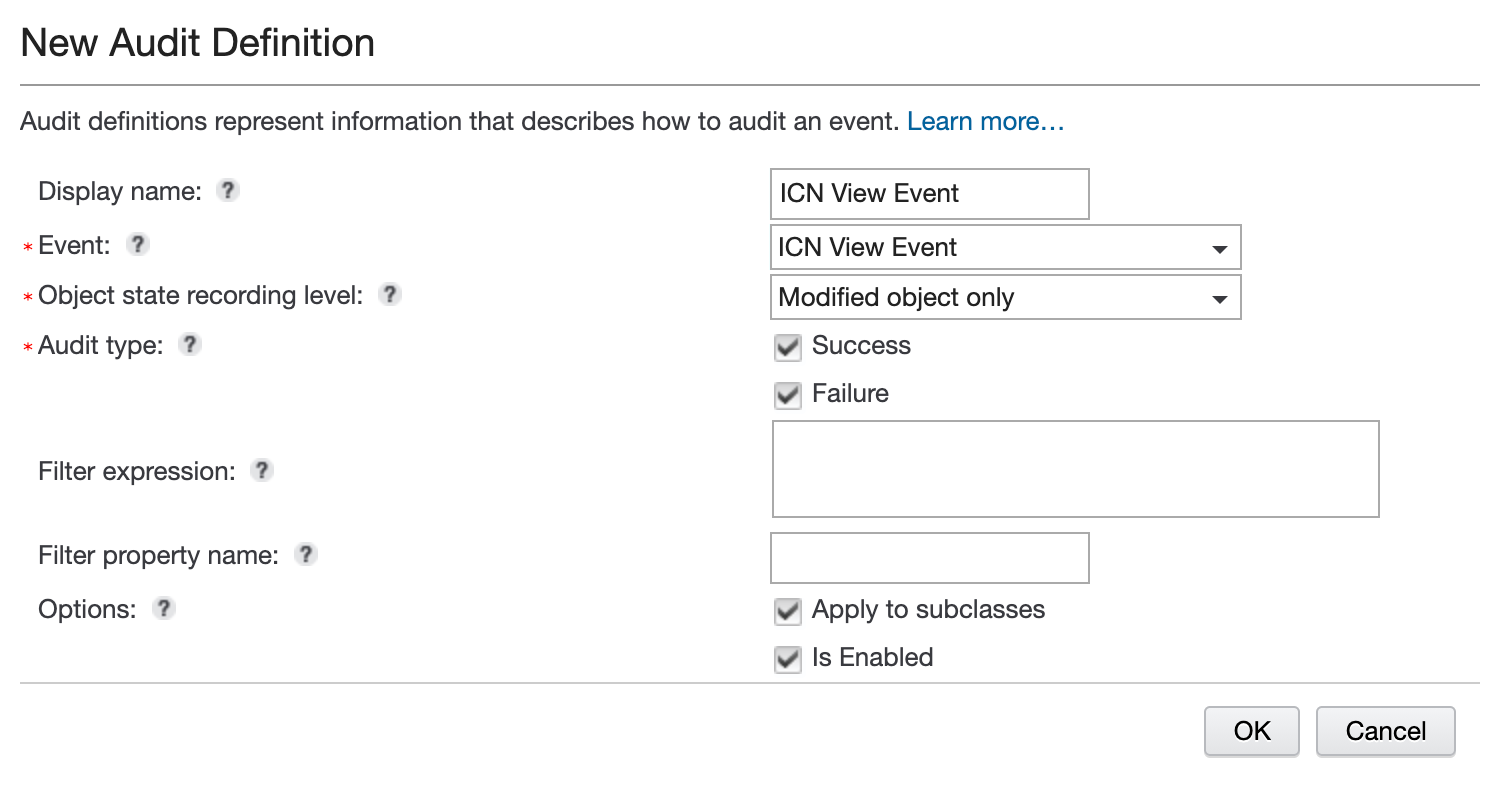 New Audit Definition
Audit definitions represent information that describes how to audit an event. Learn more...
Display name: ? ICN View Event
* Event: ? ICN View Event
* Object state recording level: ? Modified object only
* Audit type: ? Success
Failure
Filter expression: ?
Filter property name: ?
Options: ? Apply to subclasses
Is Enabled
OK Cancel